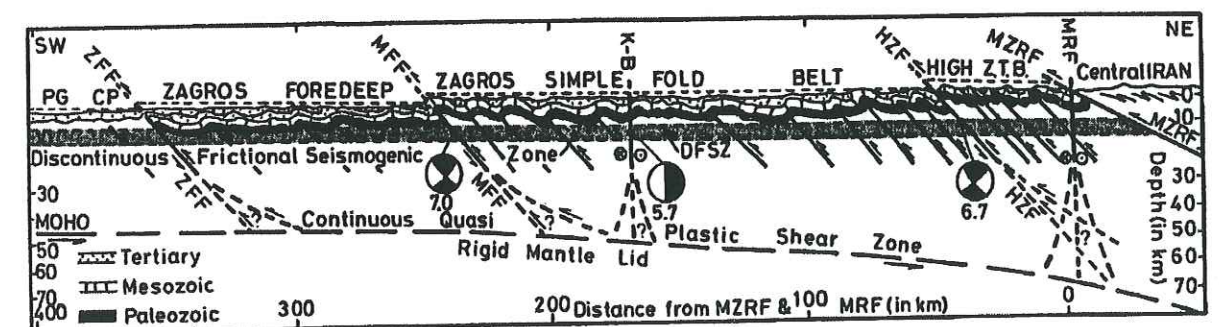 SW
NE
ZFF
MFF
K-B
HZF
MZRF
MRF
PG CP ZAGROS FOREDEEP ZAGROS SIMPLE FOLD BELT HIGH Z.T.B. Central IRAN
0
10
MZRF
Discontinuous Frictional Seismogenic Zone DFSZ
ZFF
7.0
MFF
5.7
6.7
HZF
30
30
MOHO Continuous Quasi Plastic Shear Zone
? ? ? ?
Rigid Mantle Lid
50
60
70
50
60
70
Depth (in km)
Tertiary
Mesozoic
Paleozoic
400 300 200 Distance from MZRF & 100 MRF (in km) 0